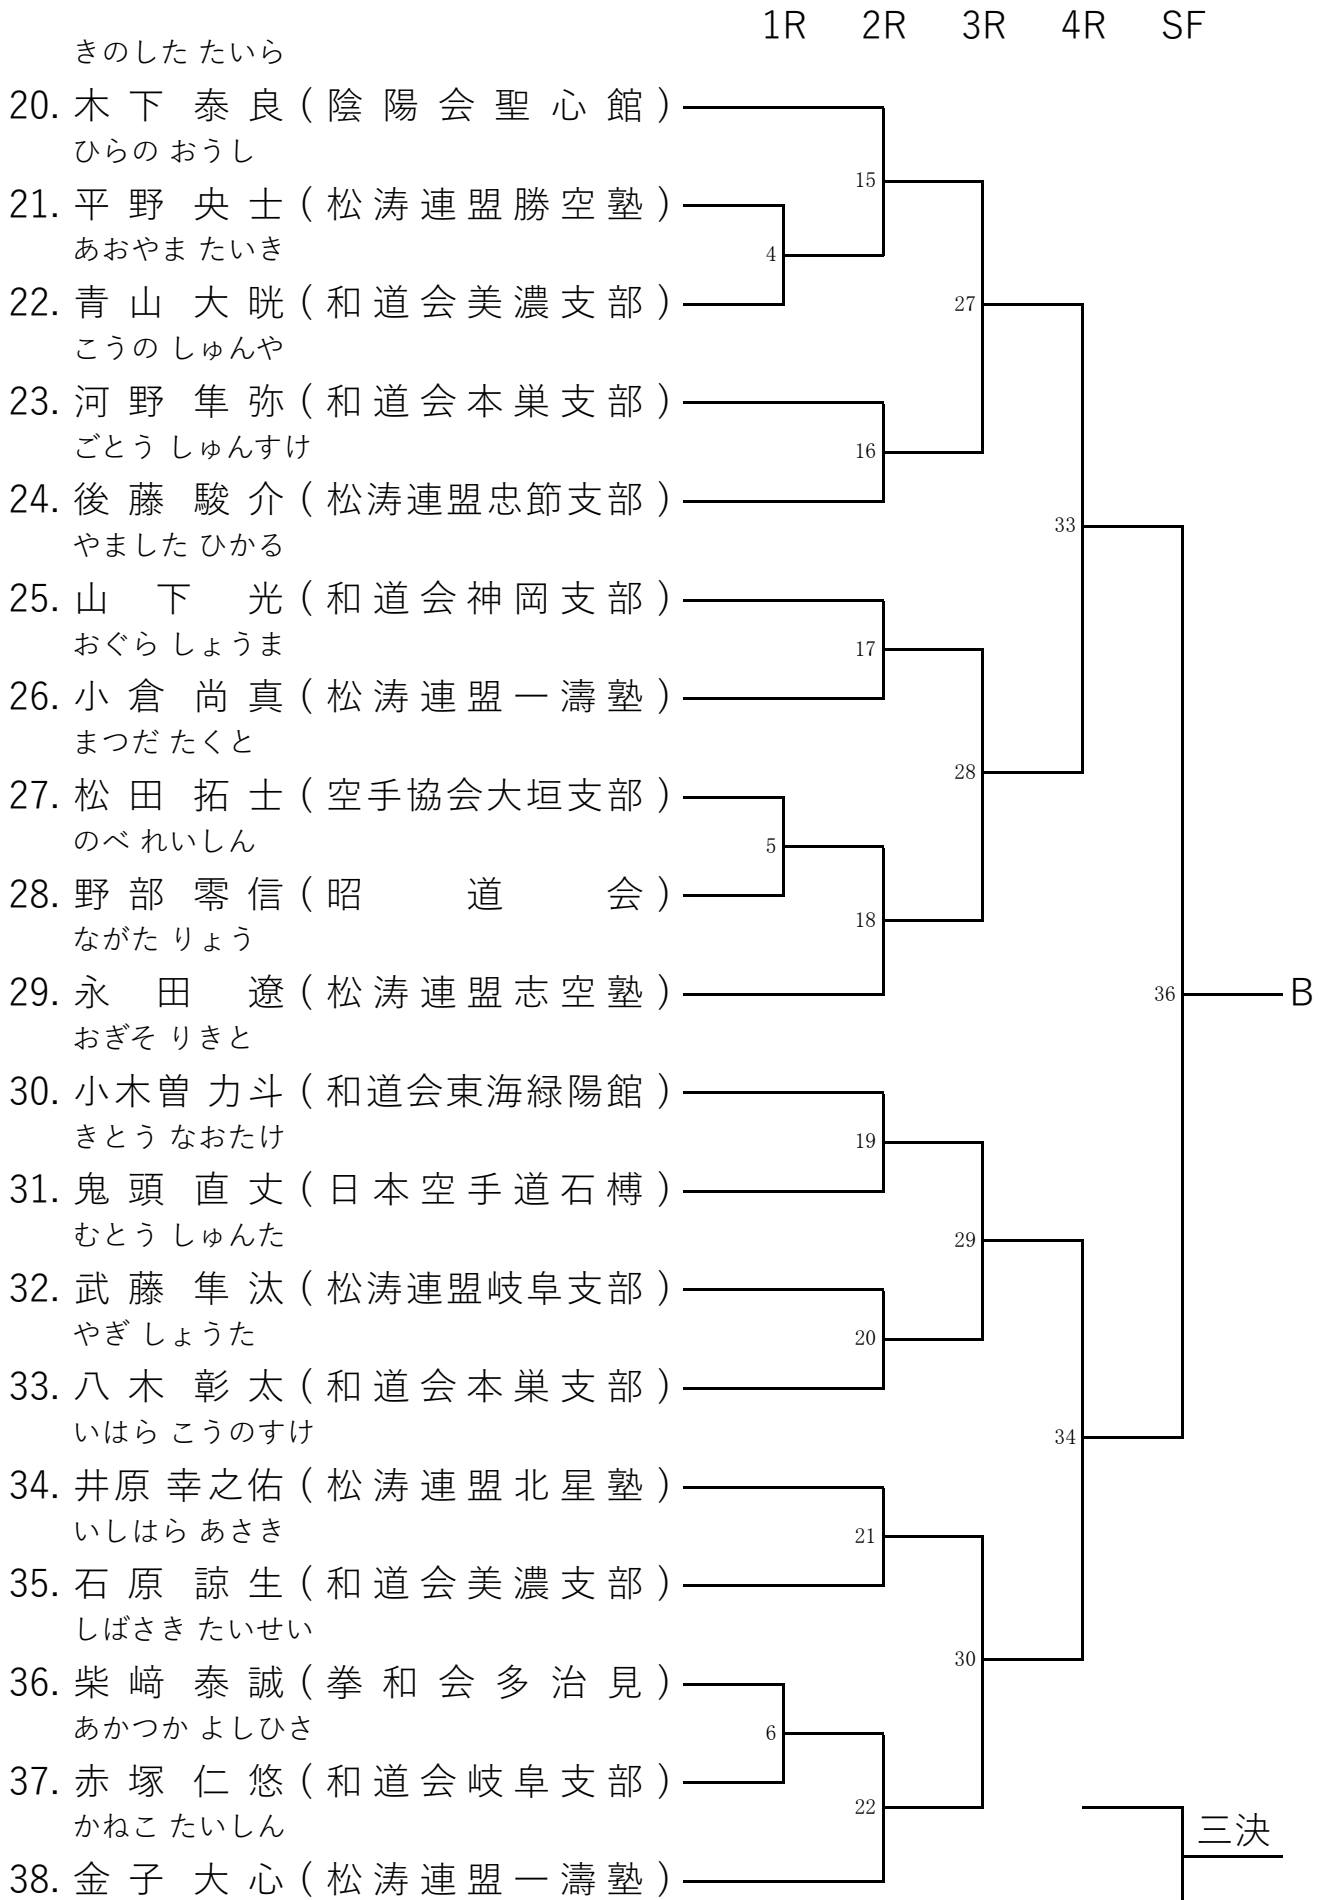 1R 2R 3R 4R SF
きのした たいら
20. 木下 泰良 (陰陽会聖心館)
ひらの おうし
15
21. 平野 央士 (松涛連盟勝空塾)
あおやま たいき
4
22. 青山 大晄 (和道会美濃支部)
27
こうの しゅんや
23. 河野 隼弥 (和道会本巣支部)
ごとう しゅんすけ
16
24. 後藤 駿介 (松涛連盟忠節支部)
33
やました ひかる
25. 山下 光 (和道会神岡支部)
おぐら しょうま
17
26. 小倉 尚真 (松涛連盟一濤塾)
まつだ たくと
28
27. 松田 拓士 (空手協会大垣支部)
のべ れいしん
5
28. 野部 零信 (昭道会)
18
ながた りょう
29. 永田 遼 (松涛連盟志空塾)
36 B
おぎそ りきと
30. 小木曽 力斗 (和道会東海緑陽館)
きとう なおたけ
19
31. 鬼頭 直丈 (日本空手道石榑)
むとう しゅんた
29
32. 武藤 隼汰 (松涛連盟岐阜支部)
やぎ しょうた
20
33. 八木 彰太 (和道会本巣支部)
いはら こうのすけ
34
34. 井原 幸之佑 (松涛連盟北星塾)
いしはら あさき
21
35. 石原 諒生 (和道会美濃支部)
しばさき たいせい
30
36. 柴﨑 泰誠 (拳和会多治見)
あかつか よしひさ
6
37. 赤塚 仁悠 (和道会岐阜支部)
22
かねこ たいしん
三決
38. 金子 大心 (松涛連盟一濤塾)